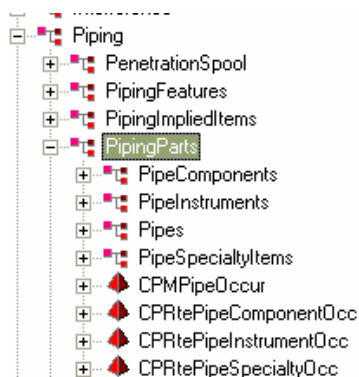 Piping
PenetrationSpool
PipingFeatures
PipingImpliedItems
PipingParts
PipeComponents
PipeInstruments
Pipes
PipeSpecialtyItems
CPMPipeOccur
CPRtePipeComponentOcc
CPRtePipeInstrumentOcc
CPRtePipeSpecialtyOcc